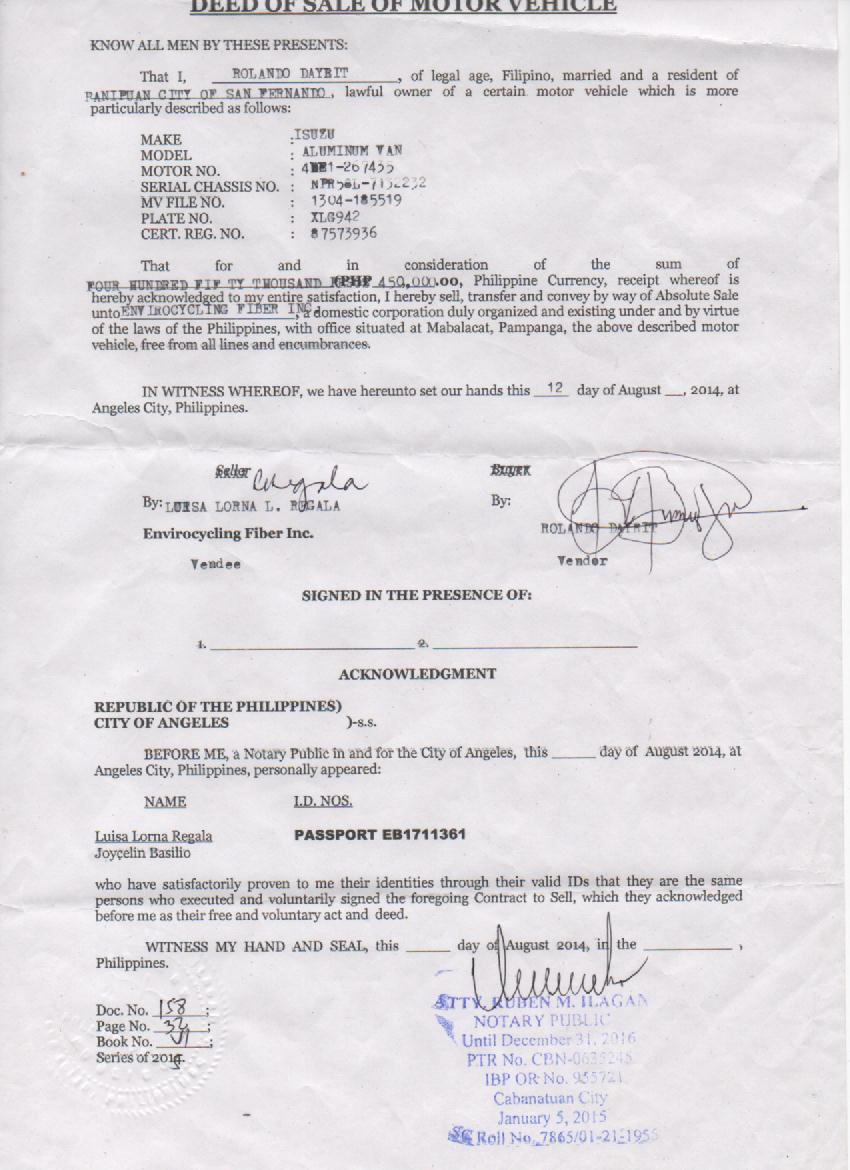 DEED OF SALE OF MOTOR VEHICLE
KNOW ALL MEN BY THESE PRESENTS:
That I, ROLANDO DAYRIT, of legal age, Filipino, married and a resident of
PANIPUAN CITY OF SAN FERNANDO, lawful owner of a certain motor vehicle which is more
particularly described as follows:
MAKE : ISUZU
MODEL : ALUMINUM VAN
MOTOR NO. :
SERIAL CHASSIS NO. :
MV FILE NO. : 1304-185519
PLATE NO. : XLG942
CERT. REG. NO. : 87573936
That for and in consideration of the sum of
FOUR HUNDRED FIF TY THOUSAND (PHP 450,000.00, Philippine Currency, receipt whereof is
hereby acknowledged to my entire satisfaction, I hereby sell, transfer and convey by way of Absolute Sale
unto ENVIROCYCLING FIBER INC, a domestic corporation duly organized and existing under and by virtue
of the laws of the Philippines, with office situated at Mabalacat, Pampanga, the above described motor
vehicle, free from all lines and encumbrances.
IN WITNESS WHEREOF, we have hereunto set our hands this 12 day of August __, 2014, at
Angeles City, Philippines.
Seller Buyer
By: LUISA LORNA L. REGALA By: ROLANDO DAYRIT
Envirocycling Fiber Inc.
Vendee Vendor
SIGNED IN THE PRESENCE OF:
1. ____________ 2. ____________
ACKNOWLEDGMENT
REPUBLIC OF THE PHILIPPINES)
CITY OF ANGELES )-s.s.
BEFORE ME, a Notary Public in and for the City of Angeles, this ______ day of August 2014, at
Angeles City, Philippines, personally appeared:
NAME I.D. NOS.
Luisa Lorna Regala PASSPORT EB1711361
Joycelin Basilio
who have satisfactorily proven to me their identities through their valid IDs that they are the same
persons who executed and voluntarily signed the foregoing Contract to Sell, which they acknowledged
before me as their free and voluntary act and deed.
WITNESS MY HAND AND SEAL, this ______ day of August 2014, in the ____________,
Philippines.
Doc. No. 158;
Page No. 32;
Book No. VI;
Series of
ATTY. RUBEN M. ILAGAN
NOTARY PUBLIC
Until December 31, 2016
PTR No. CBN-0635245
IBP OR No. 955721
Cabanatuan City
January 5, 2015
SC Roll No. 7865/01-21-1955